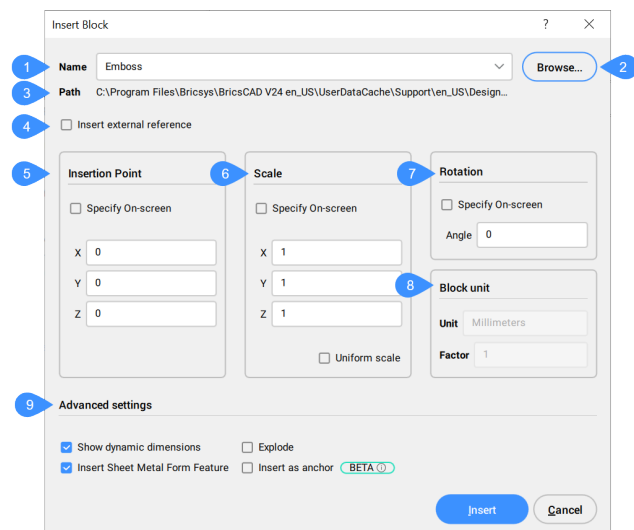 Insert Block ? ×
1 Name Emboss Browse... 2
3 Path C:\Program Files\Bricsys\BricsCAD V24 en_US\UserDataCache\Support\en_US\Design...
4 Insert external reference
5 Insertion Point 6 Scale 7 Rotation
Specify On-screen Specify On-screen Specify On-screen
Angle 0
X 0 X 1
Y 0 Y 1
8 Block unit
Z 0 Z 1
Unit Millimeters
Uniform scale Factor 1
9 Advanced settings
Show dynamic dimensions Explode
Insert Sheet Metal Form Feature Insert as anchor BETA ⓘ
Insert Cancel